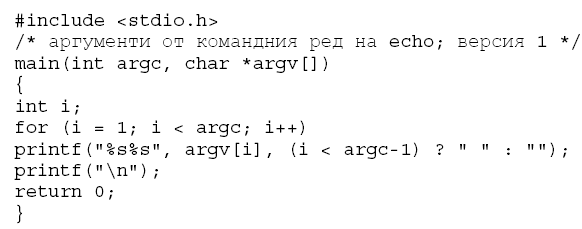 #include <stdio.h>
/* аргументи от командния ред на echo; версия 1 */
main(int argc, char *argv[])
{
int i;
for (i = 1; i < argc; i++)
printf("%s%s", argv[i], (i < argc-1) ? " " : "");
printf("\n");
return 0;
}